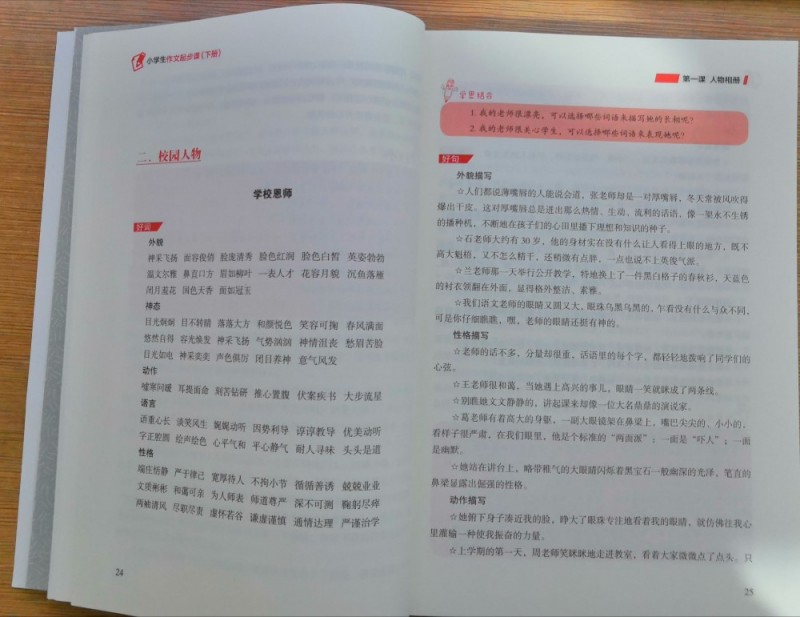 小学生作文起步课(下册)
二、校园人物
学校恩师
好词
外貌
神采飞扬 面容俊俏 脸庞清秀 脸色红润 脸色白皙 英姿勃勃
温文尔雅 鼻直口方 眉如柳叶 一表人才 花容月貌 沉鱼落雁
闭月羞花 国色天香 面如冠玉
神态
目光炯炯 目不转睛 落落大方 和颜悦色 笑容可掬 春风满面
悠然自得 容光焕发 神采飞扬 气势汹汹 神情沮丧 愁眉苦脸
目光如电 神采奕奕 声色俱厉 闭目养神 意气风发
动作
嘘寒问暖 耳提面命 刻苦钻研 推心置腹 伏案疾书 大步流星
语言
语重心长 谈笑风生 娓娓动听 因势利导 谆谆教导 优美动听
字正腔圆 绘声绘色 心平气和 平心静气 耐人寻味 头头是道
性格
端庄恬静 严于律己 宽厚待人 不拘小节 循循善诱 兢兢业业
文质彬彬 和蔼可亲 为人师表 师道尊严 深不可测 鞠躬尽瘁
两袖清风 尽职尽责 虚怀若谷 谦虚谨慎 通情达理 严谨治学
24
第一课 人物相册
学思结合
1. 我的老师很漂亮,可以选择哪些词语来描写她的长相呢?
2. 我的老师很关心学生,可以选择哪些词语来表现她呢?
好句
外貌描写
☆人们都说薄嘴唇的人能说会道,张老师却是一对厚嘴唇,冬天常被风吹得
爆出干皮。这对厚嘴唇总是进出那么热情、生动、流利的话语,像一架永不生锈
的播种机,不断地在孩子们的心田里播下理想和知识的种子。
☆石老师大约有 30 岁,他的身材实在没有什么让人看得上眼的地方,既不
高大魁梧,又不怎么精干,还稍微有点胖,一点也说不上英俊气派。
☆兰老师那一天举行公开教学,特地换上了一件黑白格子的春秋衫,天蓝色
的衬衣领翻在外面,显得格外整洁、素雅。
☆我们语文老师的眼睛又圆又大,眼珠乌黑乌黑的,乍看没有什么与众不同,
可是你仔细瞧瞧,嘿,老师的眼睛还挺有神的。
性格描写
☆老师的话不多,分量却很重,话语里的每个字,都轻轻地拨响了同学们的
心弦。
☆王老师很和蔼,当她遇上高兴的事儿,眼睛一笑就眯成了两条线。
☆别瞧她文文静静的,讲起课来却像一位大名鼎鼎的演说家。
☆葛老师有着高大的身躯,一副大眼镜架在鼻梁上,嘴巴尖尖的、小小的。
看样子很严肃,在我们眼里,他是个标准的“两面派”:一面是“吓人”;一面
是幽默。
☆她站在讲台上,略带稚气的大眼睛闪烁着黑宝石一般幽深的光泽,笔直的
鼻梁显露出倔强的性格。
动作描写
☆她俯下身子凑近我的脸,睁大了眼珠专注地看着我的眼睛,就仿佛往我心
里灌输一种使我振奋的力量。
☆上学期的第一天,周老师笑眯眯地走进教室,看着大家微微点了点头。只
25